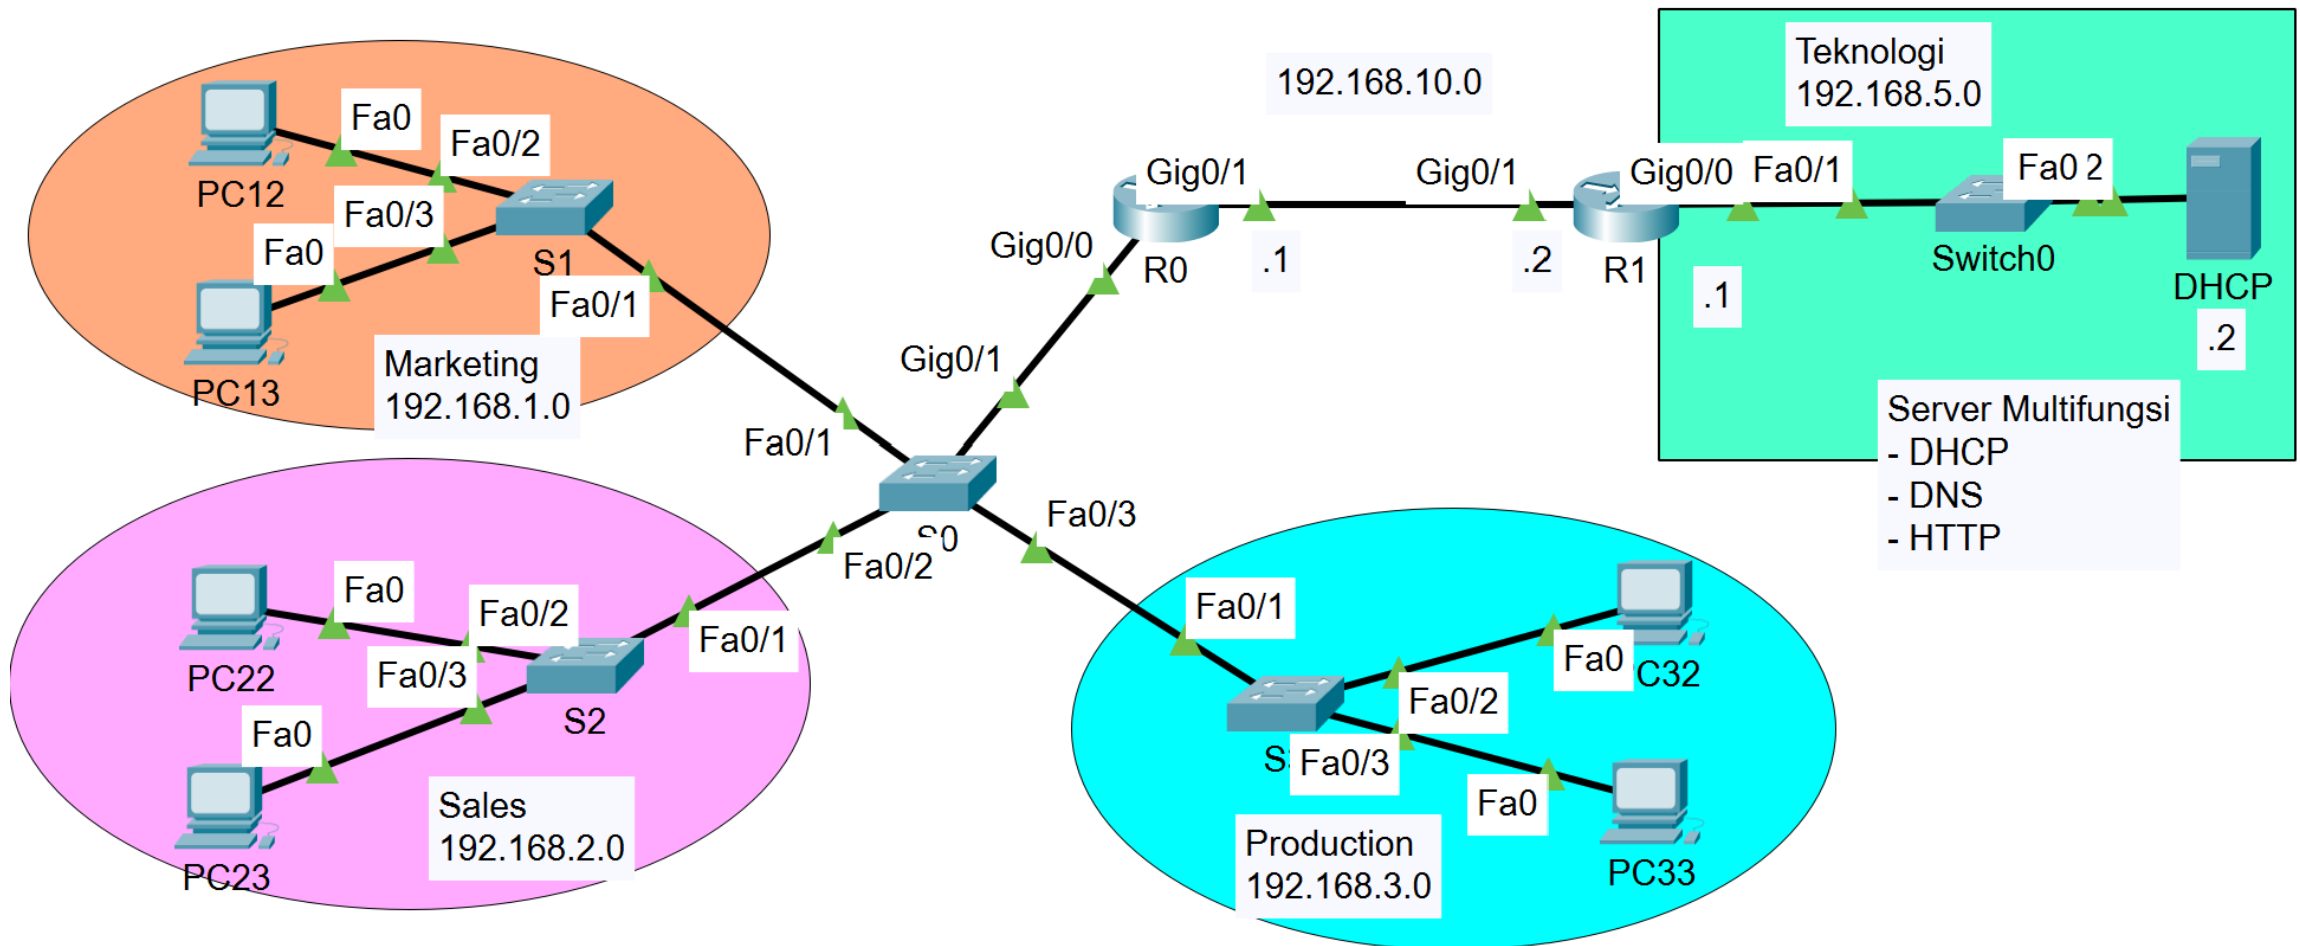 Fa0
Fa0/2
PC12
Fa0/3
Fa0
S1
Fa0/1
PC13
Marketing
192.168.1.0
192.168.10.0
Gig0/1
Gig0/1
Gig0/0
R0
.1
.2
R1
Teknologi
192.168.5.0
Gig0/0
Fa0/1
Fa0
2
Switch0
DHCP
.1
.2
Server Multifungsi
- DHCP
- DNS
- HTTP
Gig0/1
Fa0/1
S0
Fa0/3
Fa0/2
Fa0
Fa0/2
Fa0/1
PC22
Fa0/3
S2
Fa0
PC23
Sales
192.168.2.0
Fa0/1
Fa0
C32
Fa0/2
Fa0/3
Fa0
PC33
Production
192.168.3.0